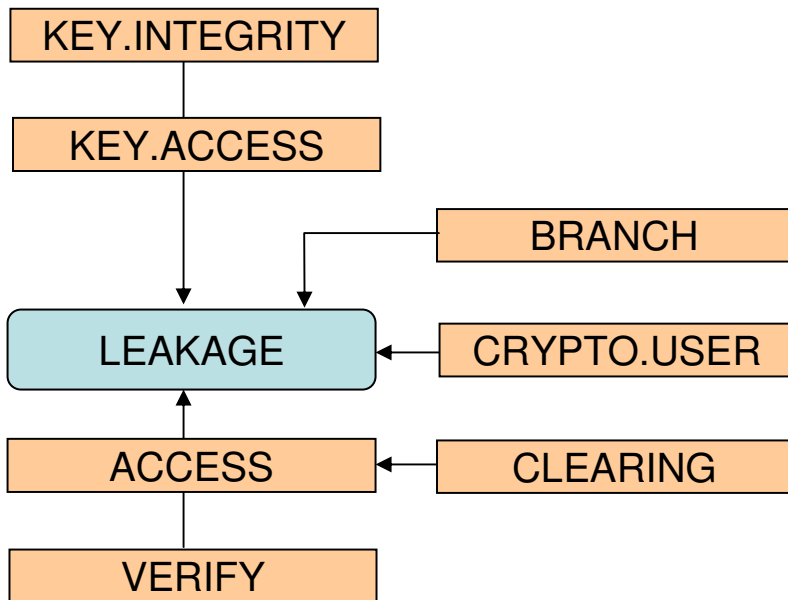 KEY.INTEGRITY
KEY.ACCESS
BRANCH
LEAKAGE
CRYPTO.USER
ACCESS
CLEARING
VERIFY